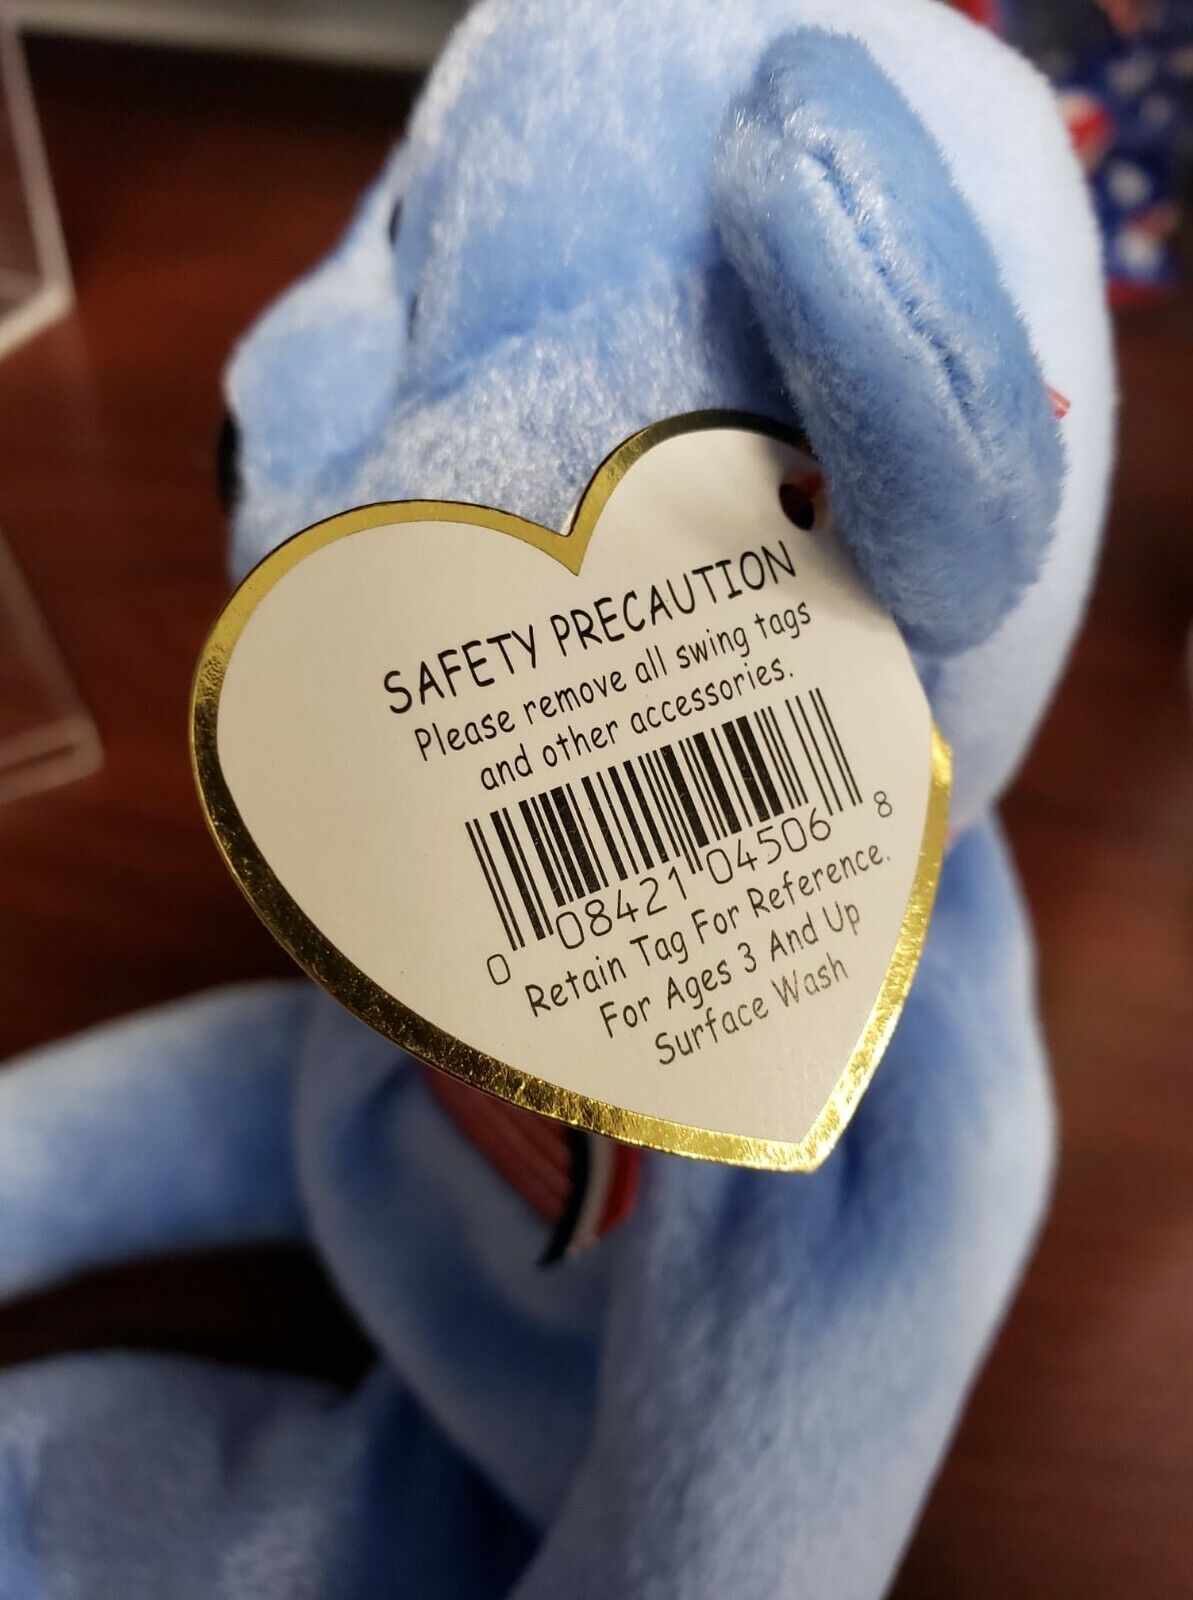 SAFETY PRECAUTION
Please remove all swing tags
and other accessories.
0 08421 04506 8
Retain Tag For Reference.
For Ages 3 And Up
Surface Wash